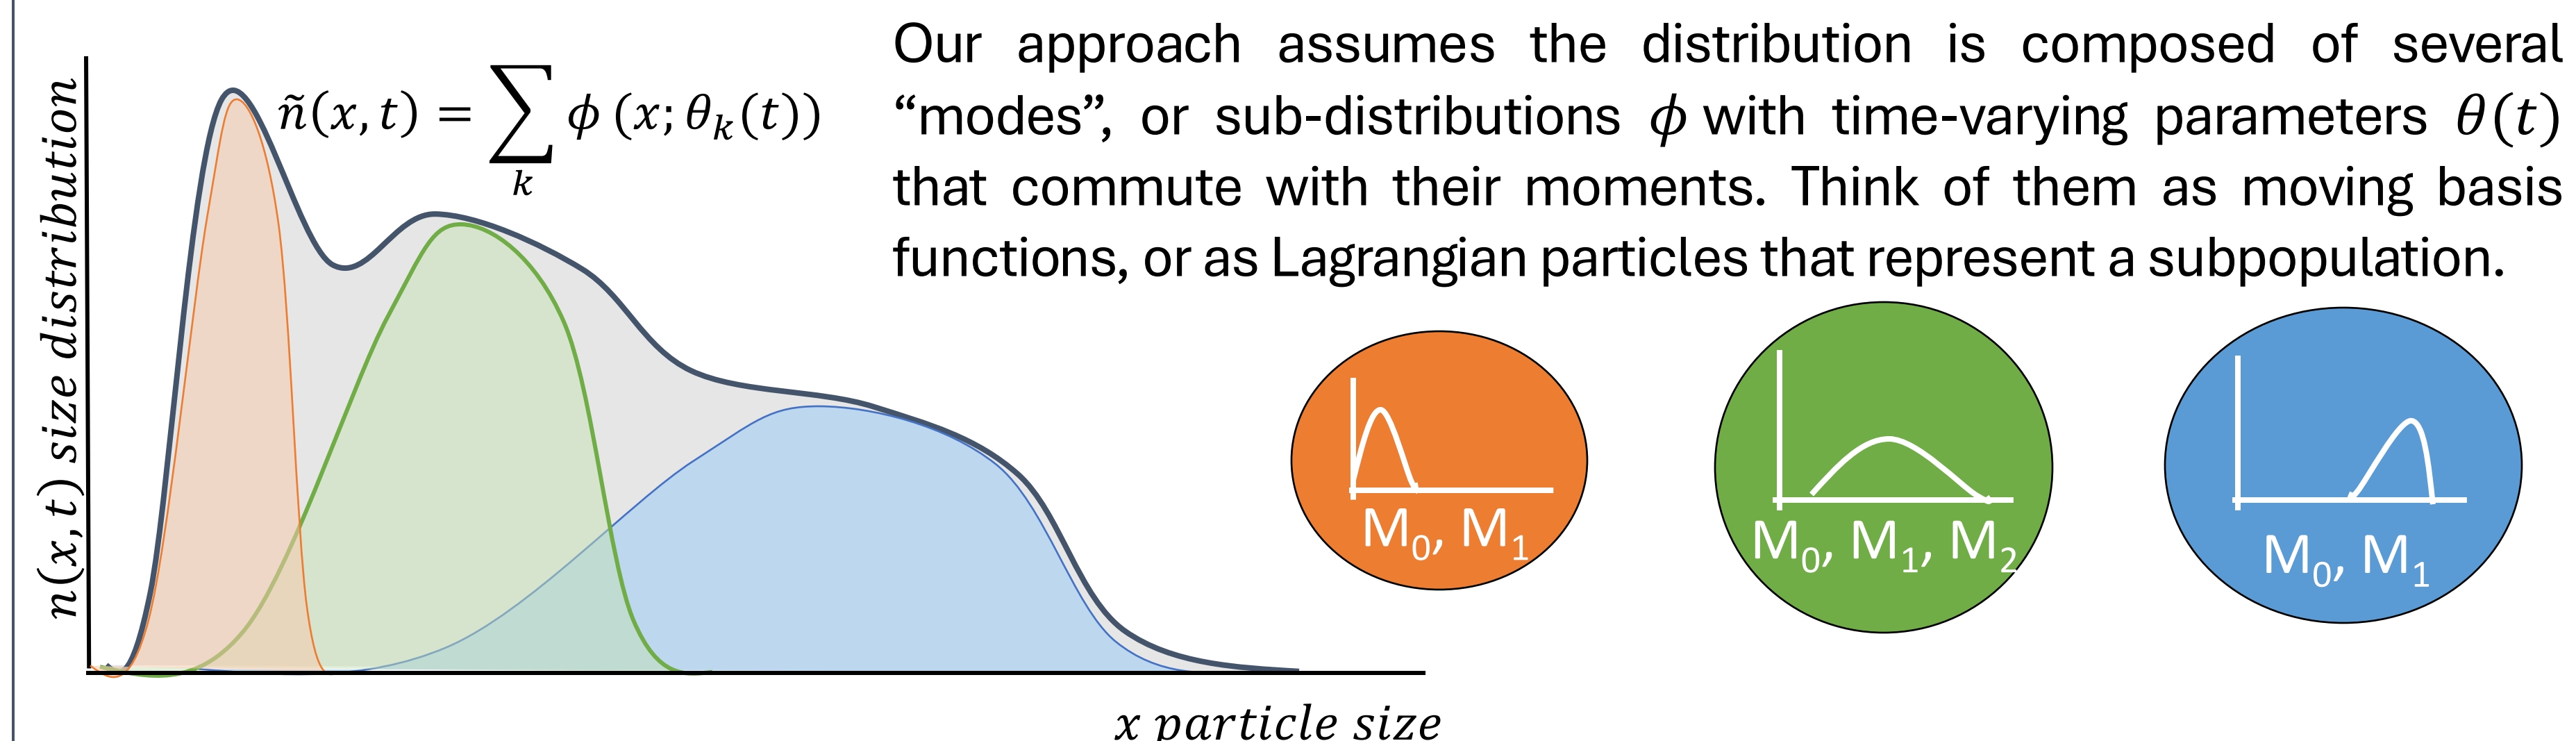 n(x, t) size distribution
ñ(x, t) = ∑ₖ ϕ (x; θₖ(t))
Our approach assumes the distribution is composed of several
“modes”, or sub-distributions ϕ with time-varying parameters θ(t)
that commute with their moments. Think of them as moving basis
functions, or as Lagrangian particles that represent a subpopulation.
M₀, M₁
M₀, M₁, M₂
M₀, M₁
x particle size